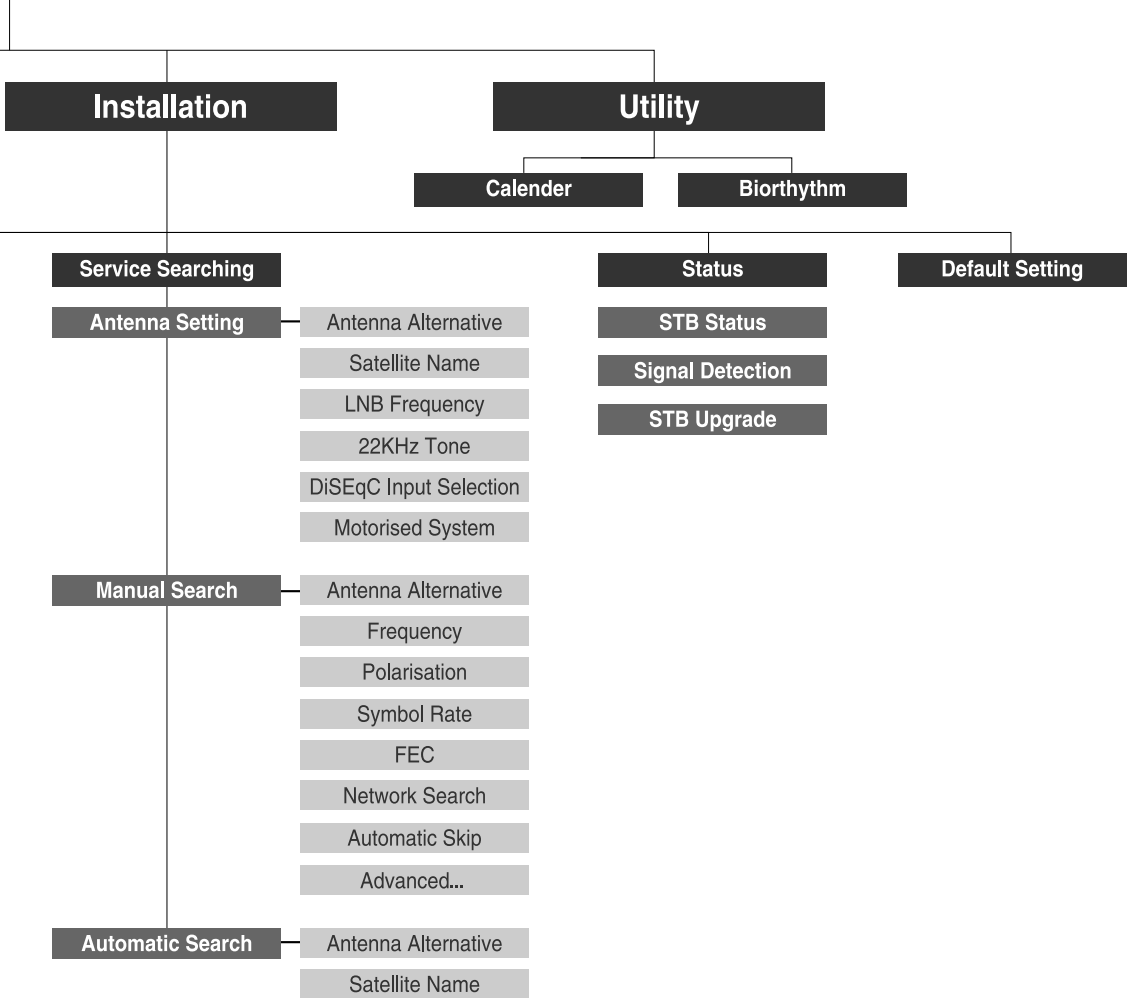 Installation
Utility
Calender
Biorthythm
Service Searching
Status
Default Setting
Antenna Setting
Antenna Alternative
Satellite Name
LNB Frequency
22KHz Tone
DiSEqC Input Selection
Motorised System
STB Status
Signal Detection
STB Upgrade
Manual Search
Antenna Alternative
Frequency
Polarisation
Symbol Rate
FEC
Network Search
Automatic Skip
Advanced...
Automatic Search
Antenna Alternative
Satellite Name